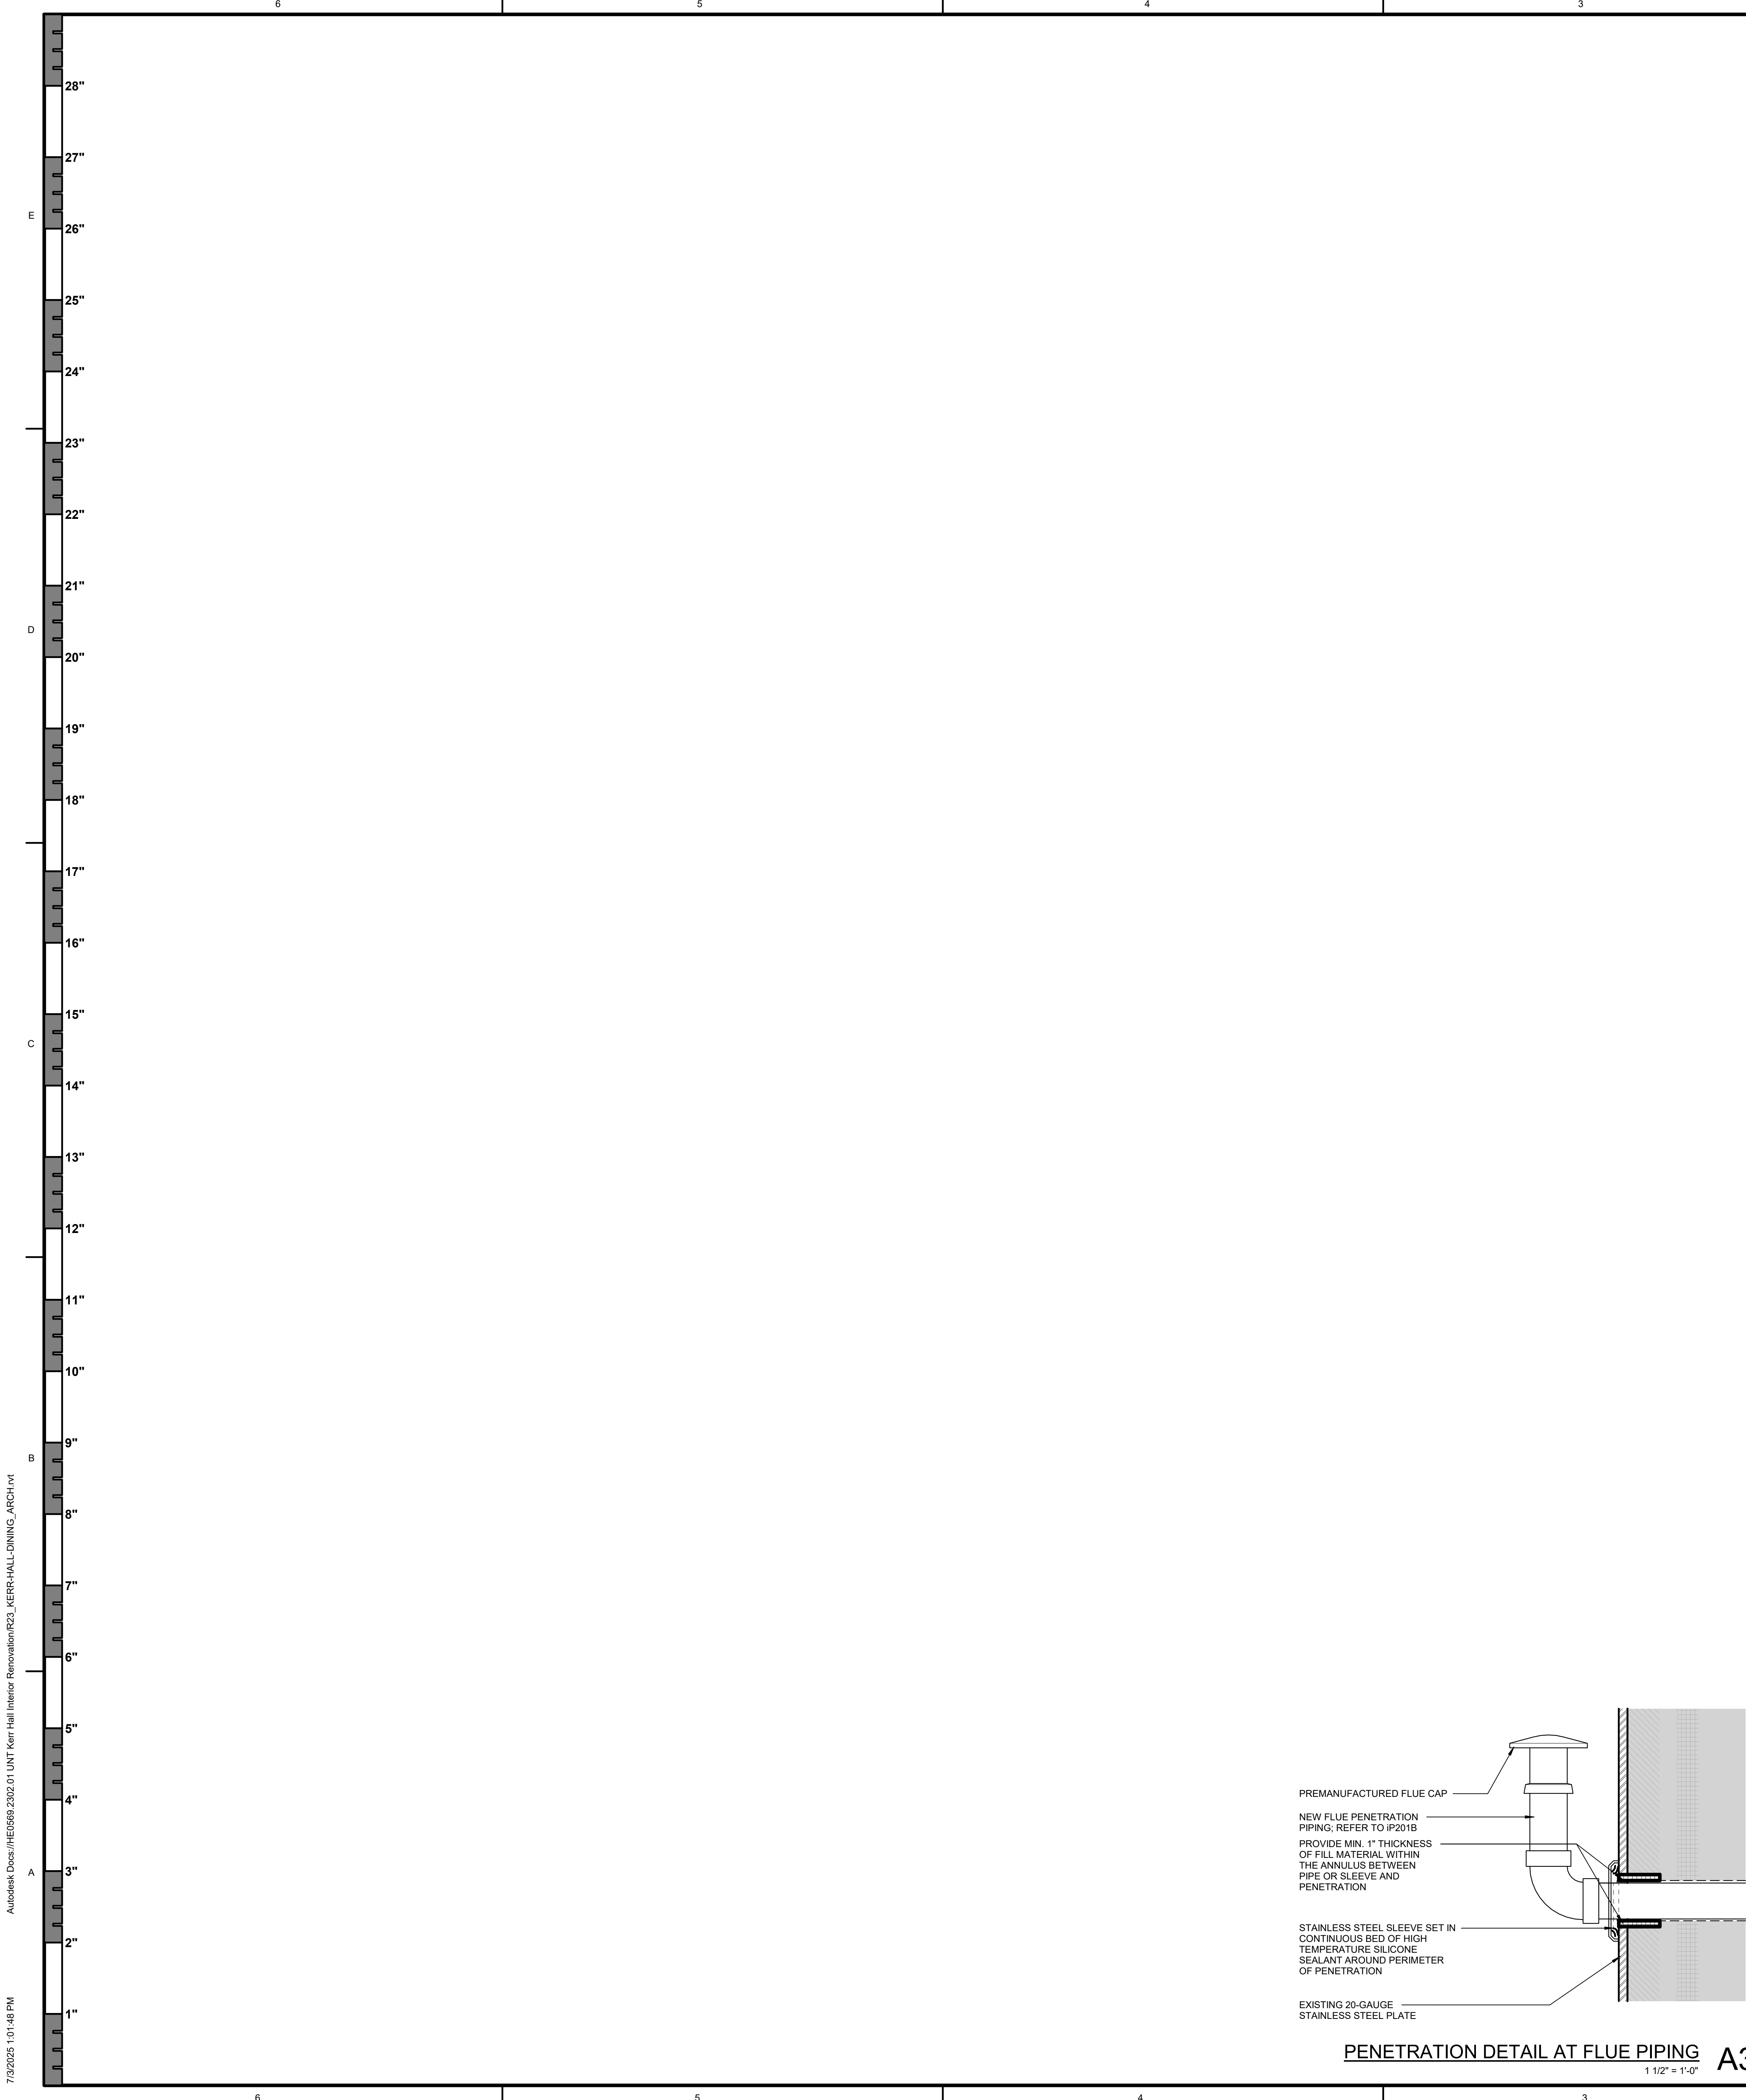 6
5
4
3
28"
27"
E
26"
25"
24"
23"
22"
21"
D
20"
19"
18"
17"
16"
15"
C
14"
13"
12"
11"
10"
9"
B
8"
7"
6"
5"
4"
A
3"
2"
1"
Autodesk Docs://HE0569.2302.01 UNT Kerr Hall Interior Renovation/R23_KERR-HALL-DINING_ARCH.rvt
7/3/2025 1:01:48 PM
PREMANUFACTURED FLUE CAP
NEW FLUE PENETRATION
PIPING; REFER TO iP201B
PROVIDE MIN. 1" THICKNESS
OF FILL MATERIAL WITHIN
THE ANNULUS BETWEEN
PIPE OR SLEEVE AND
PENETRATION
STAINLESS STEEL SLEEVE SET IN
CONTINUOUS BED OF HIGH
TEMPERATURE SILICONE
SEALANT AROUND PERIMETER
OF PENETRATION
EXISTING 20-GAUGE
STAINLESS STEEL PLATE
PENETRATION DETAIL AT FLUE PIPING A3
1 1/2" = 1'-0"
6
5
4
3